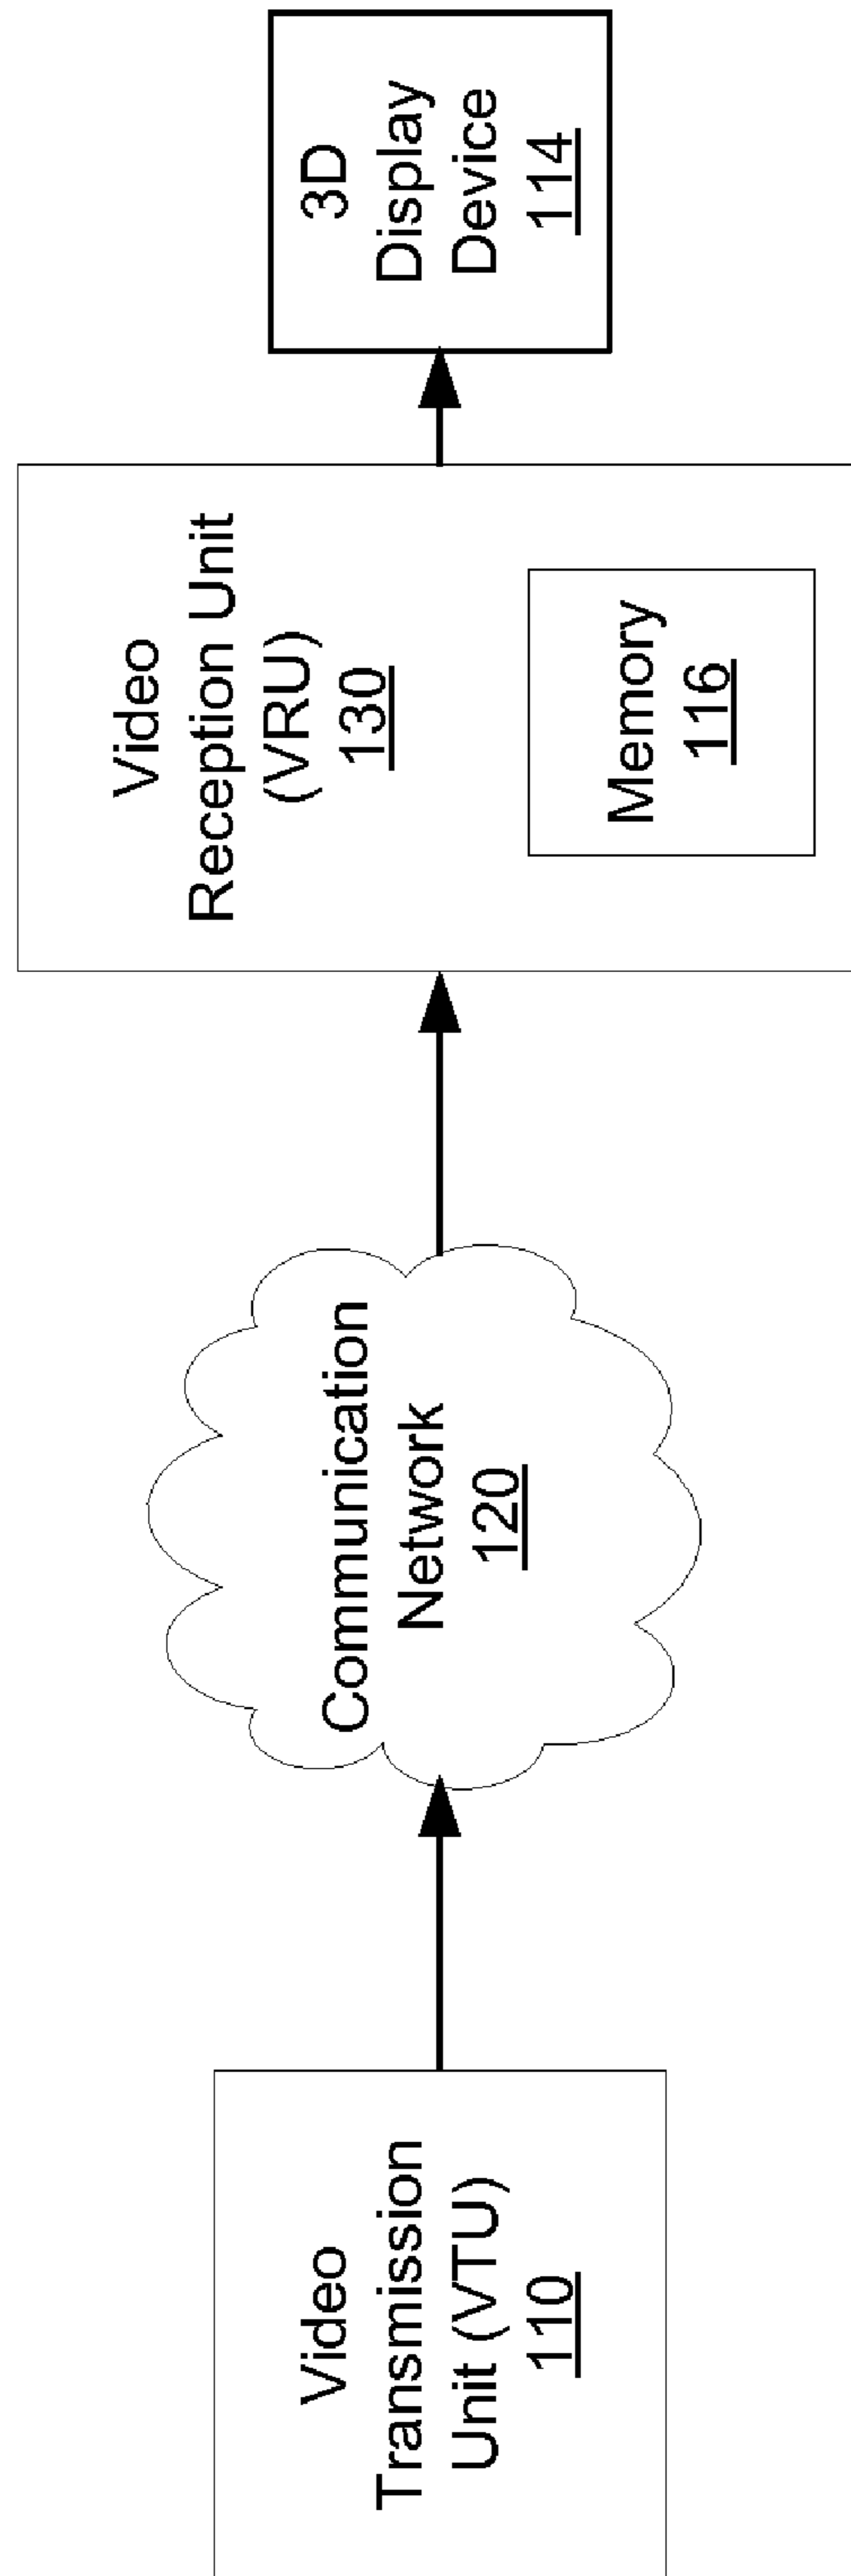 Video
Transmission
Unit (VTU)
110
Communication
Network
120
Video
Reception Unit
(VRU)
130
Memory
116
3D
Display
Device
114